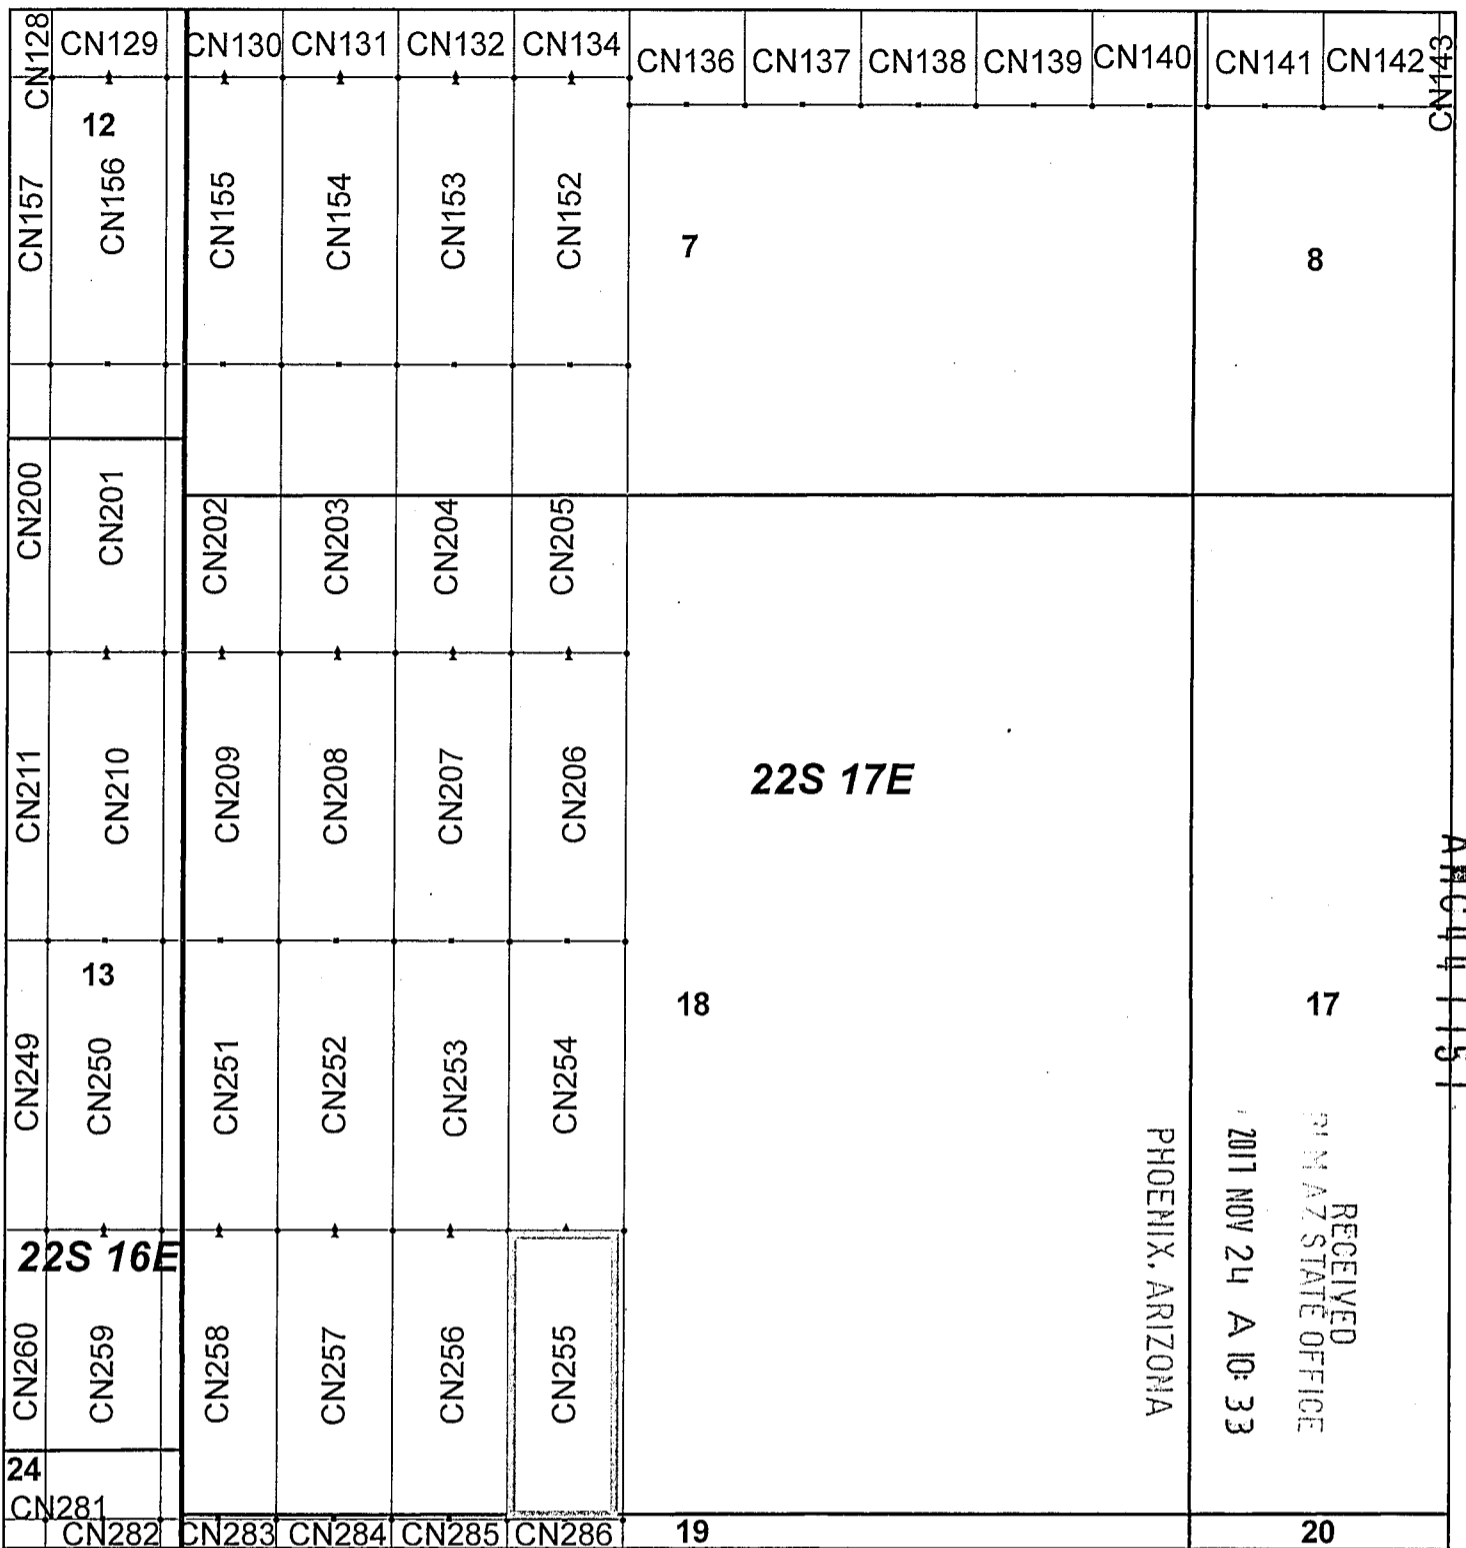 CN128 CN129 CN130 CN131 CN132 CN134 CN136 CN137 CN138 CN139 CN140 CN141 CN142 CN143
12
CN157 CN156 CN155 CN154 CN153 CN152
7 8
CN200 CN201 CN202 CN203 CN204 CN205
CN211 CN210 CN209 CN208 CN207 CN206
22S 17E
13 18 17
CN249 CN250 CN251 CN252 CN253 CN254
22S 16E
CN260 CN259 CN258 CN257 CN256 CN255
24
CN281
CN282 CN283 CN284 CN285 CN286
19 20
RECEIVED
AZ STATE OFFICE
2017 NOV 24 A 10: 33
PHOENIX, ARIZONA